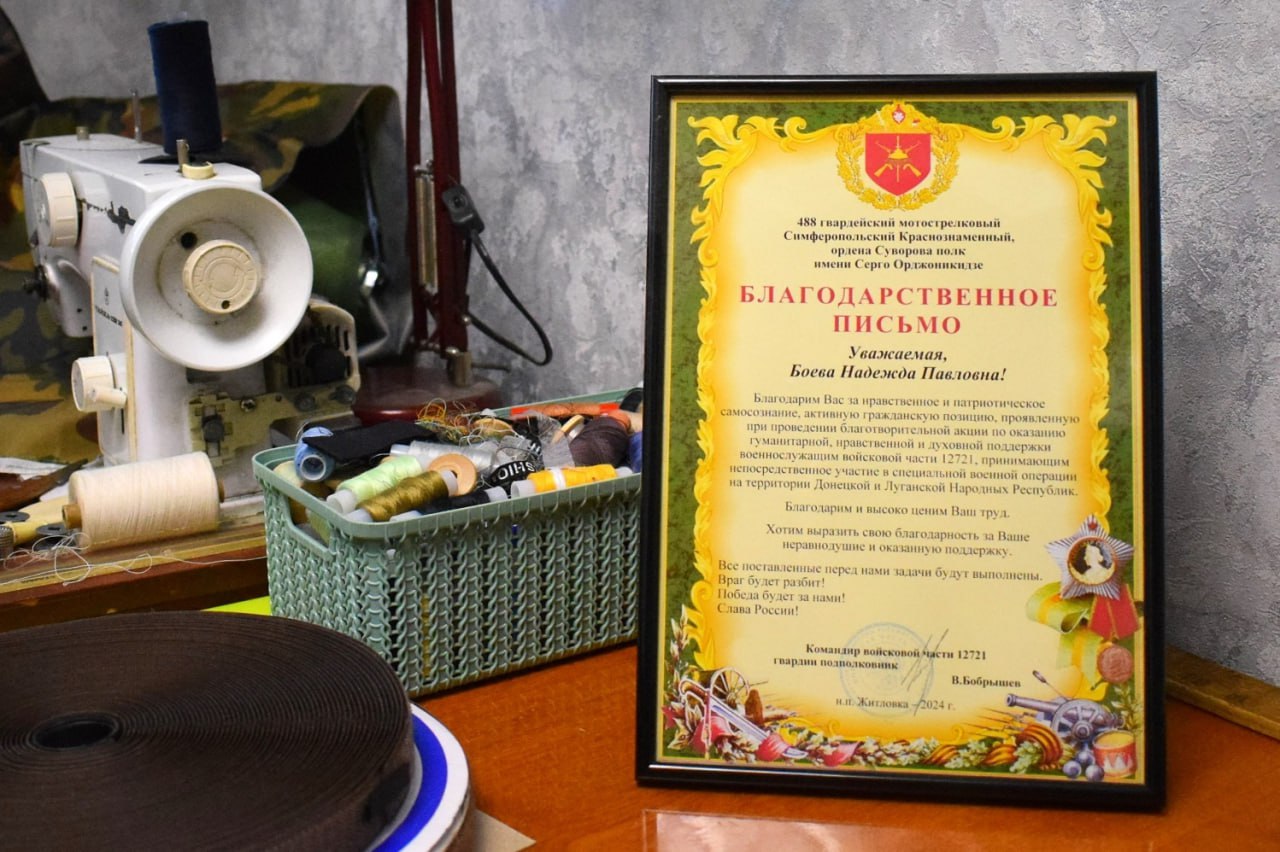 488 гвардейский мотострелковый
Симферопольский Краснознаменный,
ордена Суворова полк
имени Серго Орджоникидзе
БЛАГОДАРСТВЕННОЕ
ПИСЬМО
Уважаемая,
Боева Надежда Павловна!
Благодарим Вас за нравственное и патриотическое
самосознание, активную гражданскую позицию, проявленную
при проведении благотворительной акции по оказанию
гуманитарной, нравственной и духовной поддержки
военнослужащим войсковой части 12721, принимающим
непосредственное участие в специальной военной операции
на территории Донецкой и Луганской Народных Республик.
Благодарим и высоко ценим Ваш труд.
Хотим выразить свою благодарность за Ваше
неравнодушие и оказанную поддержку.
Все поставленные перед нами задачи будут выполнены.
Враг будет разбит!
Победа будет за нами!
Слава России!
Командир войсковой части 12721
гвардии подполковник
В.Бобрышев
н.п. Житловка – 2024 г.